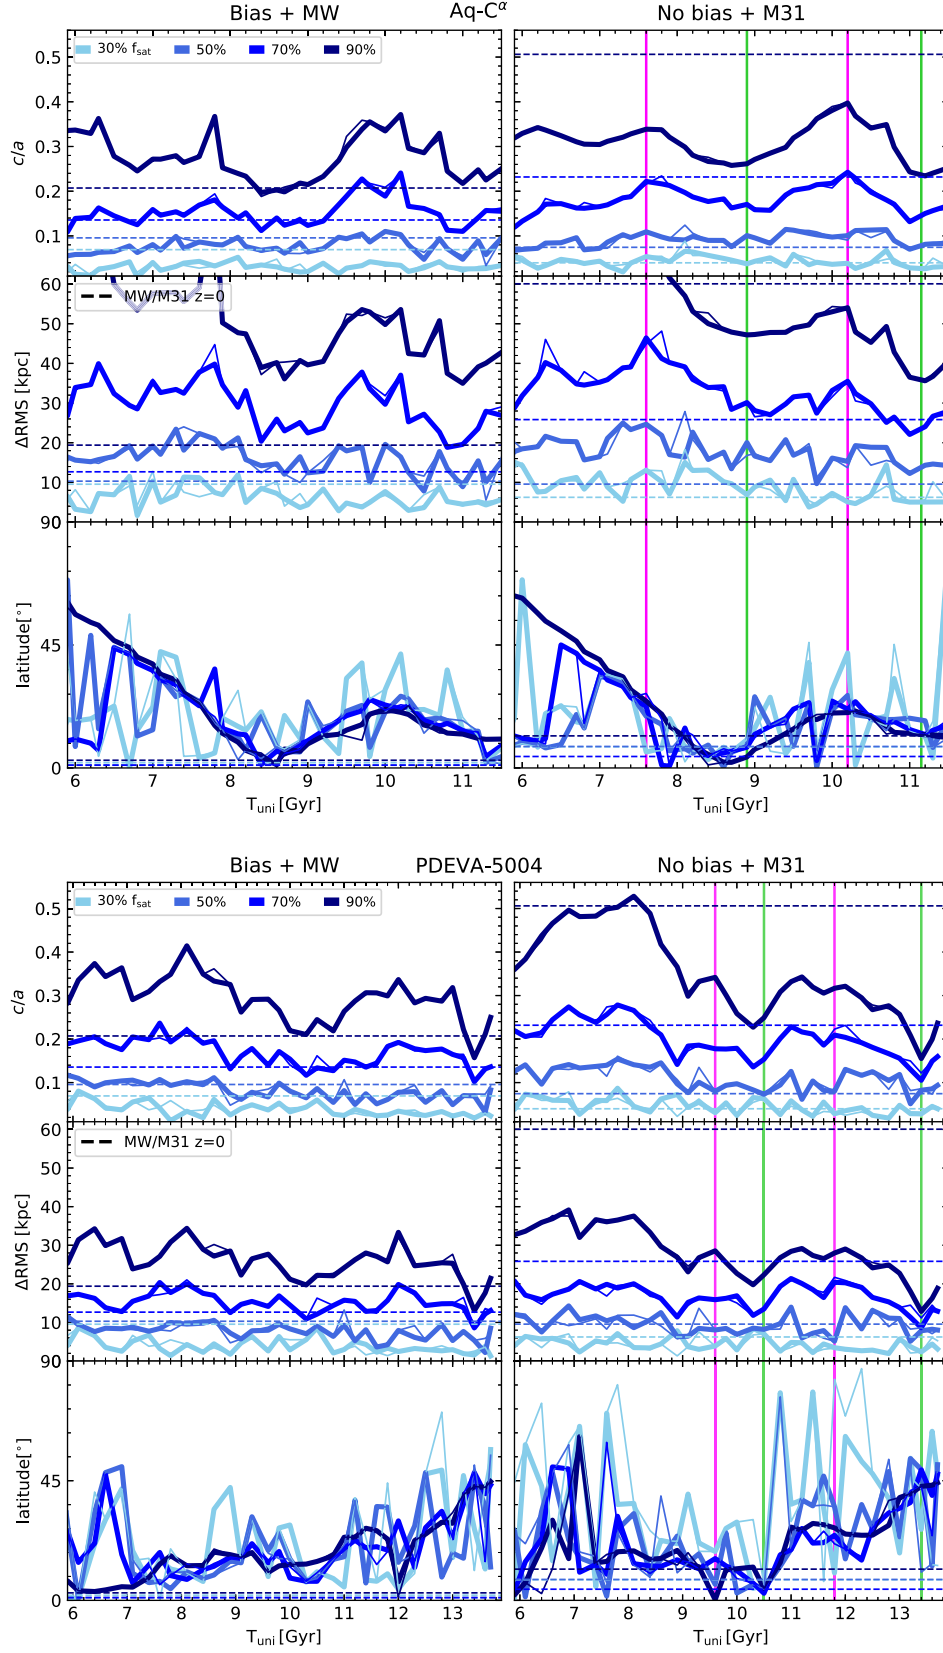 Bias + MW Aq-Cα No bias + M31
30% fsat 50% 70% 90%
0.5
0.4
0.3
0.2
0.1
c/a
MW/M31 z=0
60
50
40
30
20
10
ΔRMS [kpc]
90
45
0
latitude[°]
6 7 8 9 10 11 6 7 8 9 10 11
Tuni [Gyr] Tuni [Gyr]
Bias + MW PDEVA-5004 No bias + M31
30% fsat 50% 70% 90%
0.5
0.4
0.3
0.2
0.1
c/a
MW/M31 z=0
60
50
40
30
20
10
ΔRMS [kpc]
90
45
0
latitude[°]
6 7 8 9 10 11 12 13 6 7 8 9 10 11 12 13
Tuni [Gyr] Tuni [Gyr]